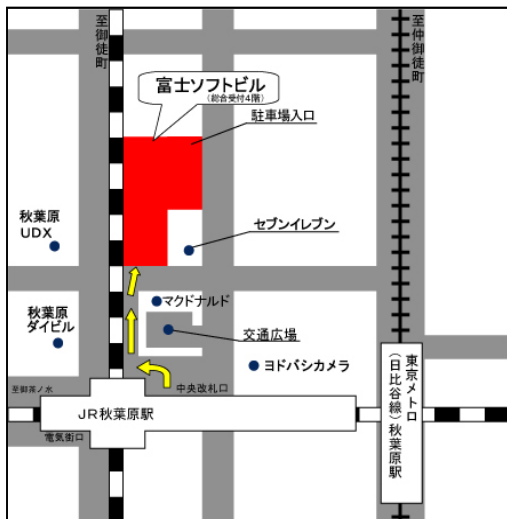 至御徒町
至仲御徒町
富士ソフトビル
(総合受付4階)
駐車場入口
秋葉原
UDX
セブンイレブン
マクドナルド
秋葉原
ダイビル
交通広場
ヨドバシカメラ
至御茶ノ水
中央改札口
JR秋葉原駅
電気街口
東京メトロ
(日比谷線)秋葉原駅